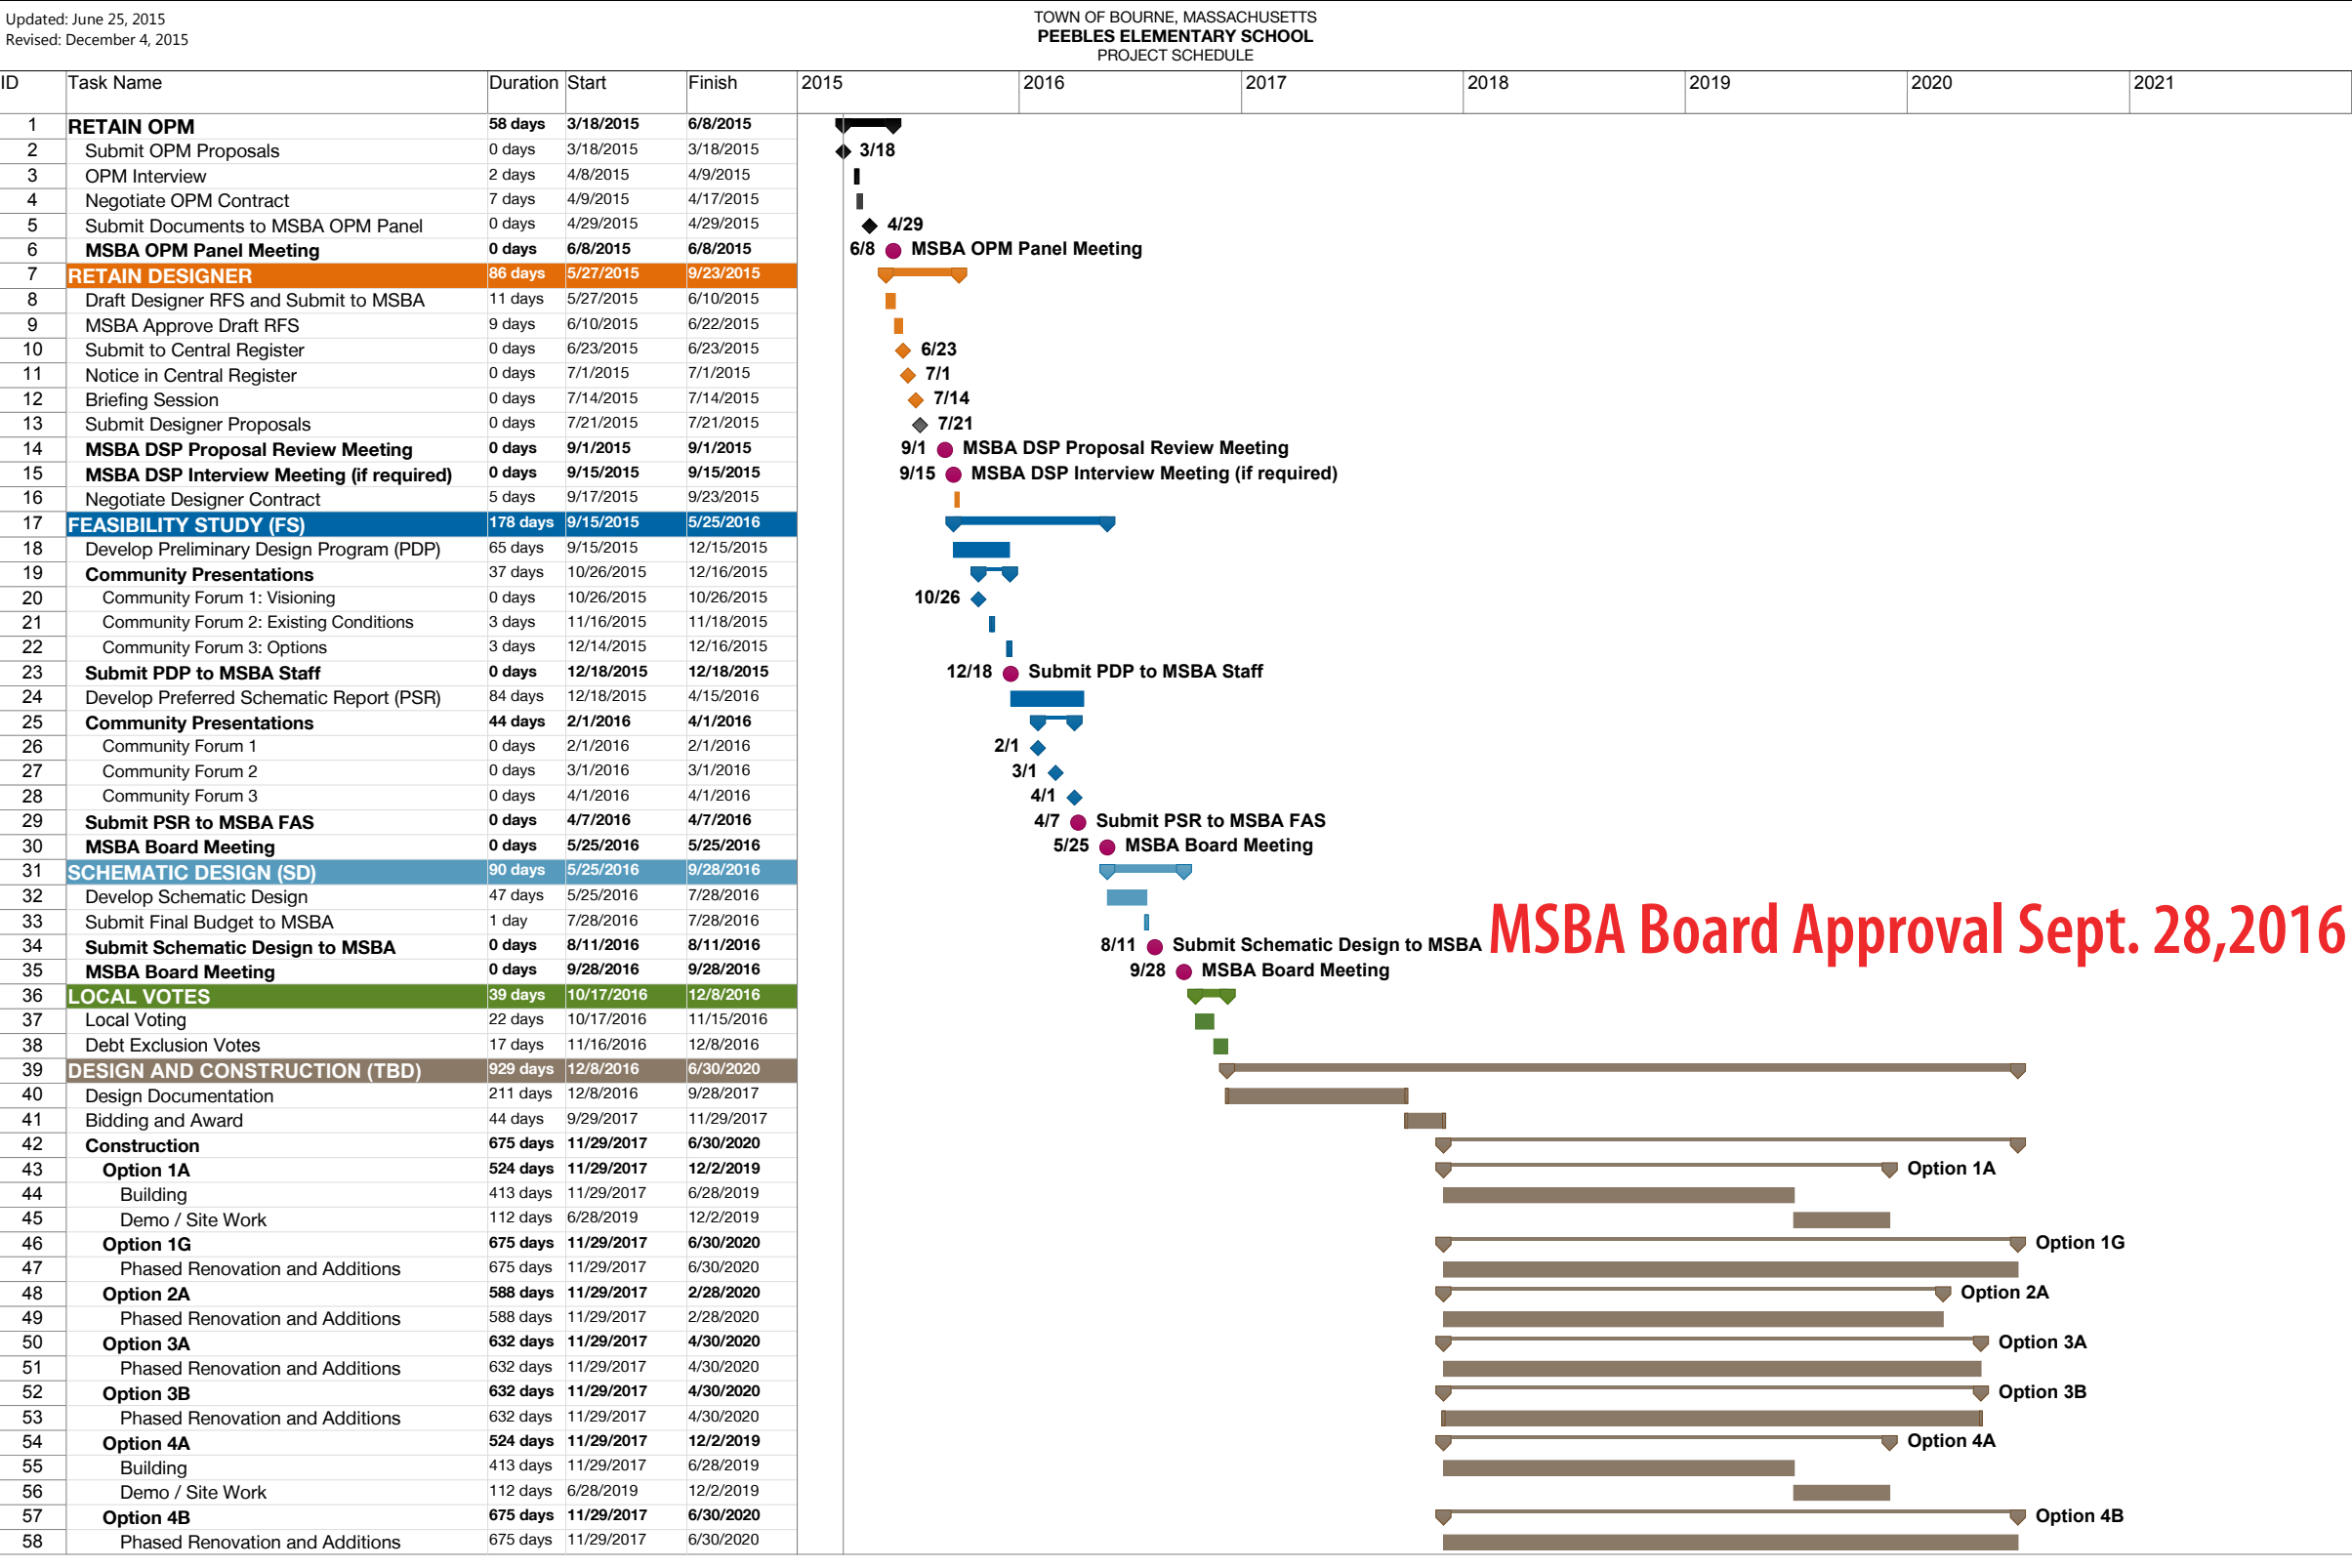 Updated: June 25, 2015
Revised: December 4, 2015
TOWN OF BOURNE, MASSACHUSETTS
PEEBLES ELEMENTARY SCHOOL
PROJECT SCHEDULE
ID Task Name Duration Start Finish 2015 2016 2017 2018 2019 2020 2021
1 RETAIN OPM 58 days 3/18/2015 6/8/2015
2 Submit OPM Proposals 0 days 3/18/2015 3/18/2015 3/18
3 OPM Interview 2 days 4/8/2015 4/9/2015
4 Negotiate OPM Contract 7 days 4/9/2015 4/17/2015
5 Submit Documents to MSBA OPM Panel 0 days 4/29/2015 4/29/2015 4/29
6 MSBA OPM Panel Meeting 0 days 6/8/2015 6/8/2015 6/8 MSBA OPM Panel Meeting
7 RETAIN DESIGNER 86 days 5/27/2015 9/23/2015
8 Draft Designer RFS and Submit to MSBA 11 days 5/27/2015 6/10/2015
9 MSBA Approve Draft RFS 9 days 6/10/2015 6/22/2015
10 Submit to Central Register 0 days 6/23/2015 6/23/2015 6/23
11 Notice in Central Register 0 days 7/1/2015 7/1/2015 7/1
12 Briefing Session 0 days 7/14/2015 7/14/2015 7/14
13 Submit Designer Proposals 0 days 7/21/2015 7/21/2015 7/21
14 MSBA DSP Proposal Review Meeting 0 days 9/1/2015 9/1/2015 9/1 MSBA DSP Proposal Review Meeting
15 MSBA DSP Interview Meeting (if required) 0 days 9/15/2015 9/15/2015 9/15 MSBA DSP Interview Meeting (if required)
16 Negotiate Designer Contract 5 days 9/17/2015 9/23/2015
17 FEASIBILITY STUDY (FS) 178 days 9/15/2015 5/25/2016
18 Develop Preliminary Design Program (PDP) 65 days 9/15/2015 12/15/2015
19 Community Presentations 37 days 10/26/2015 12/16/2015
20 Community Forum 1: Visioning 0 days 10/26/2015 10/26/2015 10/26
21 Community Forum 2: Existing Conditions 3 days 11/16/2015 11/18/2015
22 Community Forum 3: Options 3 days 12/14/2015 12/16/2015
23 Submit PDP to MSBA Staff 0 days 12/18/2015 12/18/2015 12/18 Submit PDP to MSBA Staff
24 Develop Preferred Schematic Report (PSR) 84 days 12/18/2015 4/15/2016
25 Community Presentations 44 days 2/1/2016 4/1/2016
26 Community Forum 1 0 days 2/1/2016 2/1/2016 2/1
27 Community Forum 2 0 days 3/1/2016 3/1/2016 3/1
28 Community Forum 3 0 days 4/1/2016 4/1/2016 4/1
29 Submit PSR to MSBA FAS 0 days 4/7/2016 4/7/2016 4/7 Submit PSR to MSBA FAS
30 MSBA Board Meeting 0 days 5/25/2016 5/25/2016 5/25 MSBA Board Meeting
31 SCHEMATIC DESIGN (SD) 90 days 5/25/2016 9/28/2016
32 Develop Schematic Design 47 days 5/25/2016 7/28/2016
33 Submit Final Budget to MSBA 1 day 7/28/2016 7/28/2016
34 Submit Schematic Design to MSBA 0 days 8/11/2016 8/11/2016 8/11 Submit Schematic Design to MSBA MSBA Board Approval Sept. 28,2016
35 MSBA Board Meeting 0 days 9/28/2016 9/28/2016 9/28 MSBA Board Meeting
36 LOCAL VOTES 39 days 10/17/2016 12/8/2016
37 Local Voting 22 days 10/17/2016 11/15/2016
38 Debt Exclusion Votes 17 days 11/16/2016 12/8/2016
39 DESIGN AND CONSTRUCTION (TBD) 929 days 12/8/2016 6/30/2020
40 Design Documentation 211 days 12/8/2016 9/28/2017
41 Bidding and Award 44 days 9/29/2017 11/29/2017
42 Construction 675 days 11/29/2017 6/30/2020
43 Option 1A 524 days 11/29/2017 12/2/2019 Option 1A
44 Building 413 days 11/29/2017 6/28/2019
45 Demo / Site Work 112 days 6/28/2019 12/2/2019
46 Option 1G 675 days 11/29/2017 6/30/2020 Option 1G
47 Phased Renovation and Additions 675 days 11/29/2017 6/30/2020
48 Option 2A 588 days 11/29/2017 2/28/2020 Option 2A
49 Phased Renovation and Additions 588 days 11/29/2017 2/28/2020
50 Option 3A 632 days 11/29/2017 4/30/2020 Option 3A
51 Phased Renovation and Additions 632 days 11/29/2017 4/30/2020
52 Option 3B 632 days 11/29/2017 4/30/2020 Option 3B
53 Phased Renovation and Additions 632 days 11/29/2017 4/30/2020
54 Option 4A 524 days 11/29/2017 12/2/2019 Option 4A
55 Building 413 days 11/29/2017 6/28/2019
56 Demo / Site Work 112 days 6/28/2019 12/2/2019
57 Option 4B 675 days 11/29/2017 6/30/2020 Option 4B
58 Phased Renovation and Additions 675 days 11/29/2017 6/30/2020